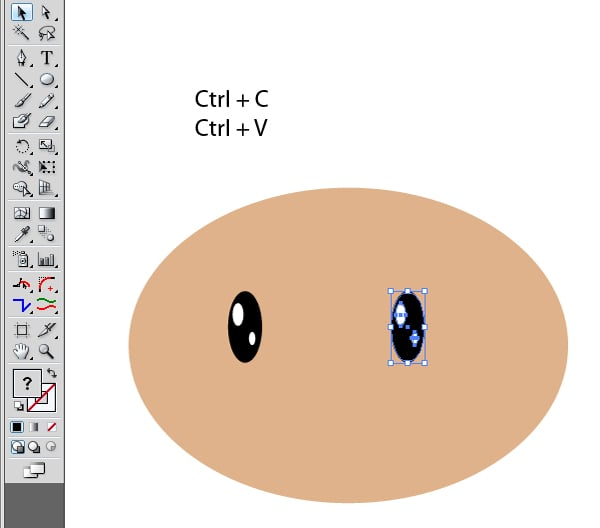 T
Ctrl + C
Ctrl + V
?